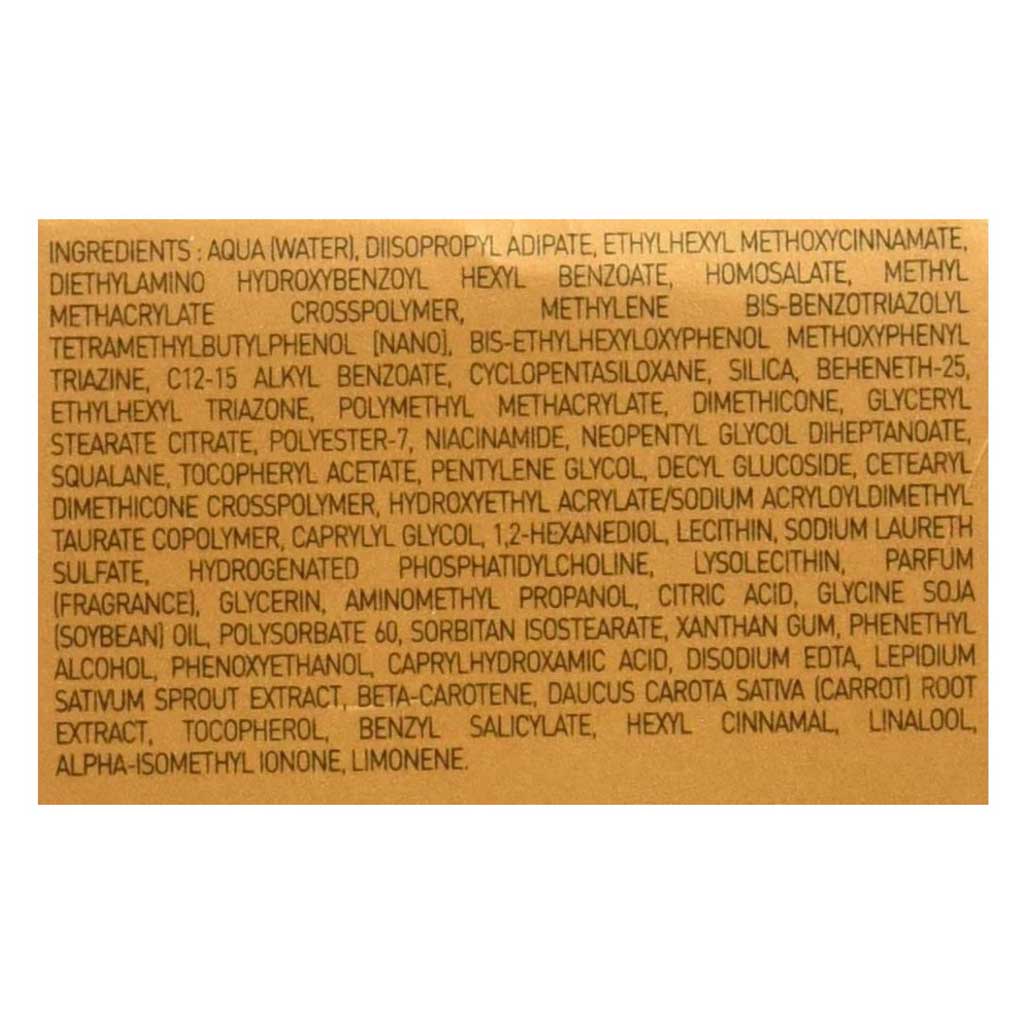 INGREDIENTS : AQUA (WATER), DIISOPROPYL ADIPATE, ETHYLHEXYL METHOXYCINNAMATE,
DIETHYLAMINO HYDROXYBENZOYL HEXYL BENZOATE, HOMOSALATE, METHYL
METHACRYLATE CROSSPOLYMER, METHYLENE BIS-BENZOTRIAZOLYL
TETRAMETHYLBUTYLPHENOL [NANO], BIS-ETHYLHEXYLOXYPHENOL METHOXYPHENYL
TRIAZINE, C12-15 ALKYL BENZOATE, CYCLOPENTASILOXANE, SILICA, BEHENETH-25,
ETHYLHEXYL TRIAZONE, POLYMETHYL METHACRYLATE, DIMETHICONE, GLYCERYL
STEARATE CITRATE, POLYESTER-7, NIACINAMIDE, NEOPENTYL GLYCOL DIHEPTANOATE,
SQUALANE, TOCOPHERYL ACETATE, PENTYLENE GLYCOL, DECYL GLUCOSIDE, CETEARYL
DIMETHICONE CROSSPOLYMER, HYDROXYETHYL ACRYLATE/SODIUM ACRYLOYLDIMETHYL
TAURATE COPOLYMER, CAPRYLYL GLYCOL, 1,2-HEXANEDIOL, LECITHIN, SODIUM LAURETH
SULFATE, HYDROGENATED PHOSPHATIDYLCHOLINE, LYSOLECITHIN, PARFUM
(FRAGRANCE), GLYCERIN, AMINOMETHYL PROPANOL, CITRIC ACID, GLYCINE SOJA
(SOYBEAN) OIL, POLYSORBATE 60, SORBITAN ISOSTEARATE, XANTHAN GUM, PHENETHYL
ALCOHOL, PHENOXYETHANOL, CAPRYLHYDROXAMIC ACID, DISODIUM EDTA, LEPIDIUM
SATIVUM SPROUT EXTRACT, BETA-CAROTENE, DAUCUS CAROTA SATIVA (CARROT) ROOT
EXTRACT, TOCOPHEROL, BENZYL SALICYLATE, HEXYL CINNAMAL, LINALOOL,
ALPHA-ISOMETHYL IONONE, LIMONENE.